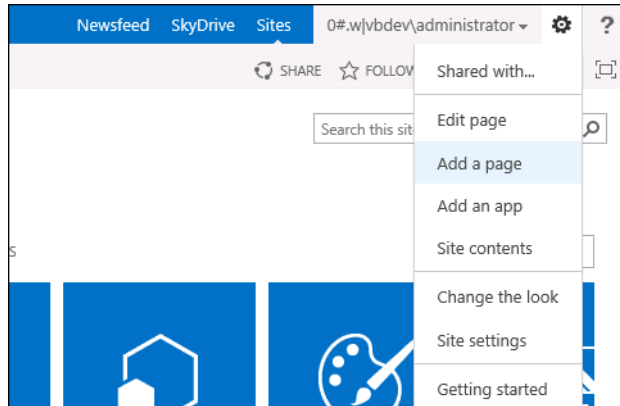 Newsfeed SkyDrive Sites 0#.w|vbdev\administrator ?
SHARE FOLLOW Shared with...
Edit page
Search this sit
Add a page
Add an app
s Site contents
Change the look
Site settings
Getting started